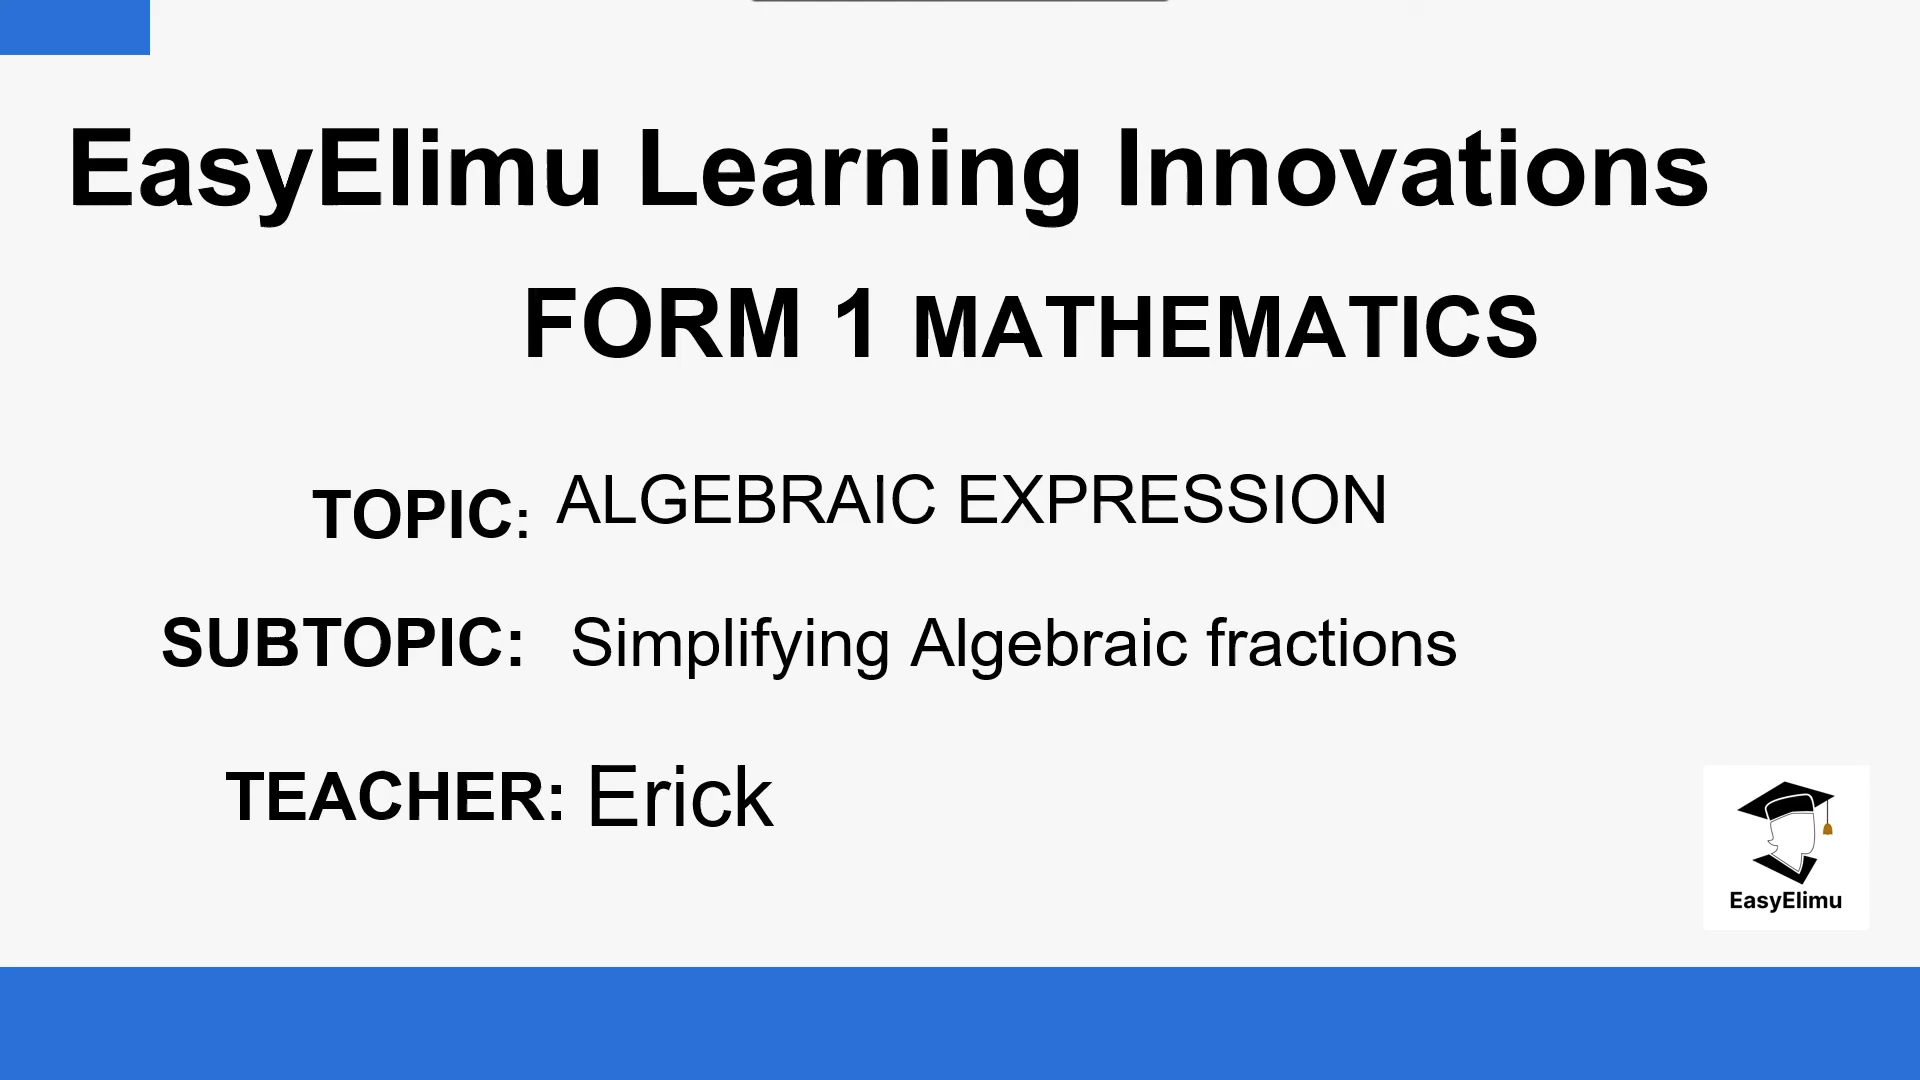 EasyElimu Learning Innovations
FORM 1 MATHEMATICS
TOPIC: ALGEBRAIC EXPRESSION
SUBTOPIC: Simplifying Algebraic fractions
TEACHER: Erick
EasyElimu